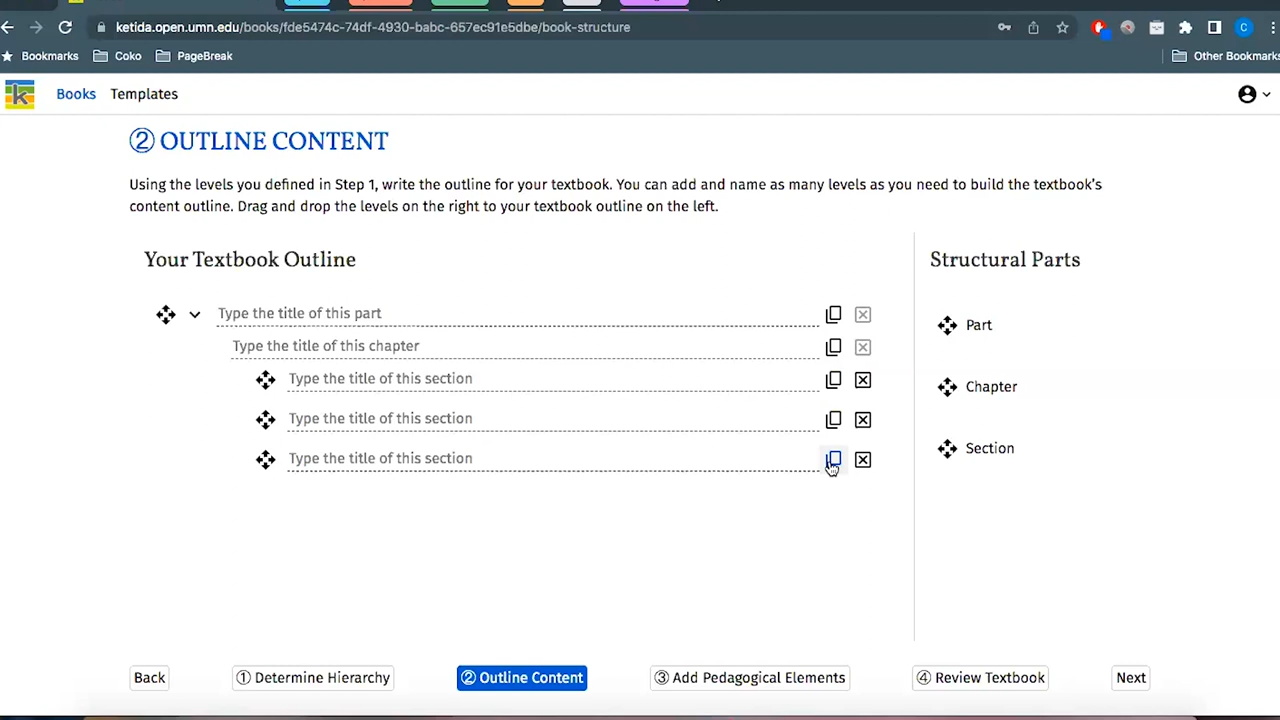 ketida.open.umn.edu/books/fde5474c-74df-4930-babc-657ec91e5dbe/book-structure
C
Bookmarks
Coko
PageBreak
Other Bookmarks
k
Books
Templates
② OUTLINE CONTENT
Using the levels you defined in Step 1, write the outline for your textbook. You can add and name as many levels as you need to build the textbook's
content outline. Drag and drop the levels on the right to your textbook outline on the left.
Your Textbook Outline
Structural Parts
Type the title of this part
Type the title of this chapter
Type the title of this section
Type the title of this section
Type the title of this section
Part
Chapter
Section
Back
① Determine Hierarchy
② Outline Content
③ Add Pedagogical Elements
④ Review Textbook
Next